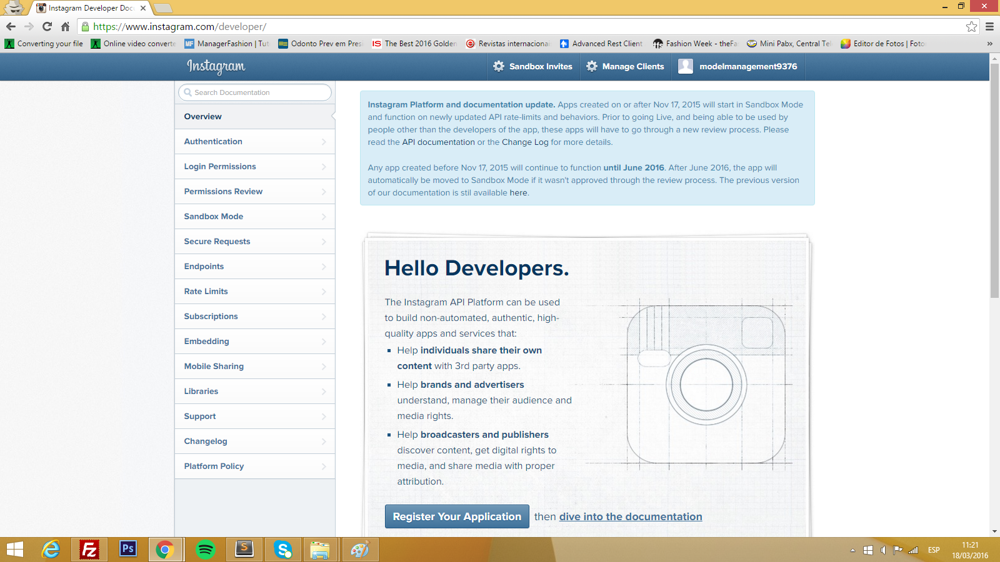 Instagram Developer Doc
https://www.instagram.com/developer/
Converting your file
Online video converte
ManagerFashion | Tut
Odonto Prev em Pres
IS The Best 2016 Golden
Revistas internaciona
Advanced Rest Client
Fashion Week - theFa
Mini Pabx, Central Tel
Editor de Fotos | Foto
Instagram
Sandbox Invites
Manage Clients
modelmanagement9376
Search Documentation
Overview
Authentication
Login Permissions
Permissions Review
Sandbox Mode
Secure Requests
Endpoints
Rate Limits
Subscriptions
Embedding
Mobile Sharing
Libraries
Support
Changelog
Platform Policy
Instagram Platform and documentation update. Apps created on or after Nov 17, 2015 will start in Sandbox Mode
and function on newly updated API rate-limits and behaviors. Prior to going Live, and being able to be used by
people other than the developers of the app, these apps will have to go through a new review process. Please
read the API documentation or the Change Log for more details.
Any app created before Nov 17, 2015 will continue to function until June 2016. After June 2016, the app will
automatically be moved to Sandbox Mode if it wasn't approved through the review process. The previous version
of our documentation is stil available here.
Hello Developers.
The Instagram API Platform can be used
to build non-automated, authentic, high-
quality apps and services that:
Help individuals share their own
content with 3rd party apps.
Help brands and advertisers
understand, manage their audience and
media rights.
Help broadcasters and publishers
discover content, get digital rights to
media, and share media with proper
attribution.
Register Your Application then dive into the documentation
Fz
Ps
S
ESP
11:21
18/03/2016